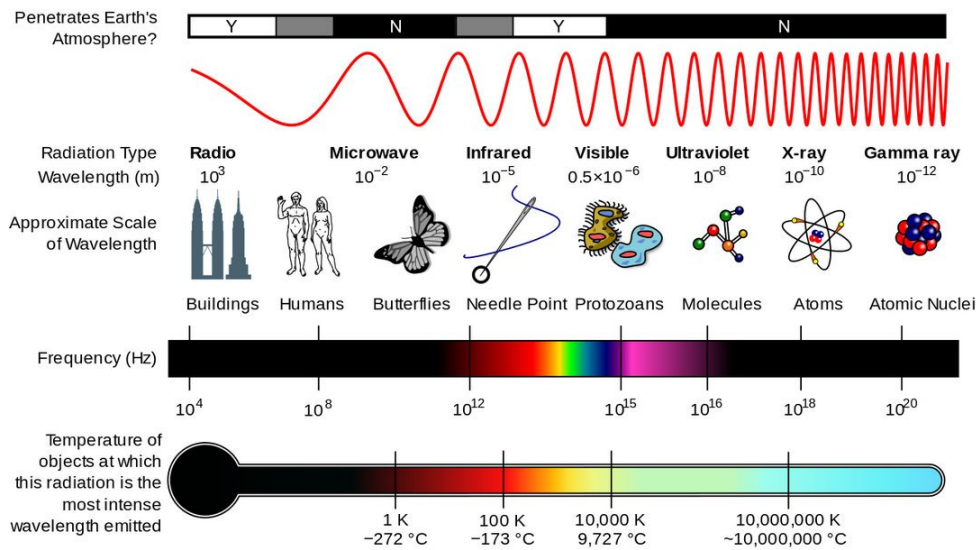 Penetrates Earth's
Atmosphere?
Y N Y N
Radiation Type
Radio Microwave Infrared Visible Ultraviolet X-ray Gamma ray
Wavelength (m)
10³ 10⁻² 10⁻⁵ 0.5×10⁻⁶ 10⁻⁸ 10⁻¹⁰ 10⁻¹²
Approximate Scale
of Wavelength
Buildings Humans Butterflies Needle Point Protozoans Molecules Atoms Atomic Nuclei
Frequency (Hz)
10⁴ 10⁸ 10¹² 10¹⁵ 10¹⁶ 10¹⁸ 10²⁰
Temperature of
objects at which
this radiation is the
most intense
wavelength emitted
1 K 100 K 10,000 K 10,000,000 K
−272 °C −173 °C 9,727 °C ~10,000,000 °C